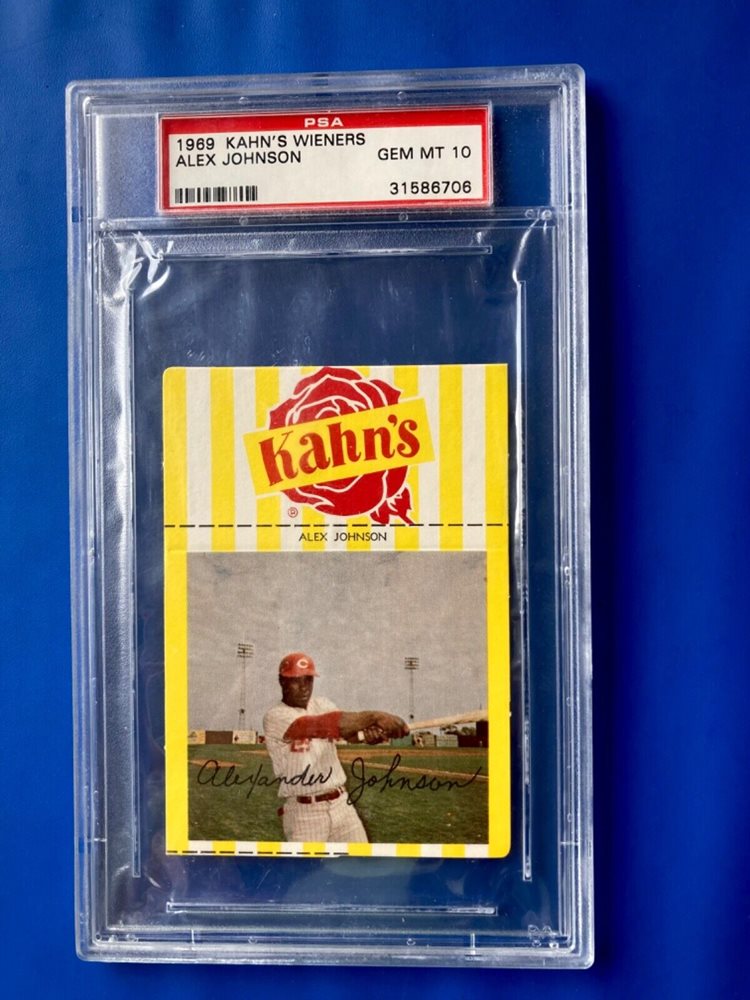 PSA
1969 KAHN'S WIENERS
ALEX JOHNSON GEM MT 10
31586706
Kahn's
®
ALEX JOHNSON
C
Alexander Johnson